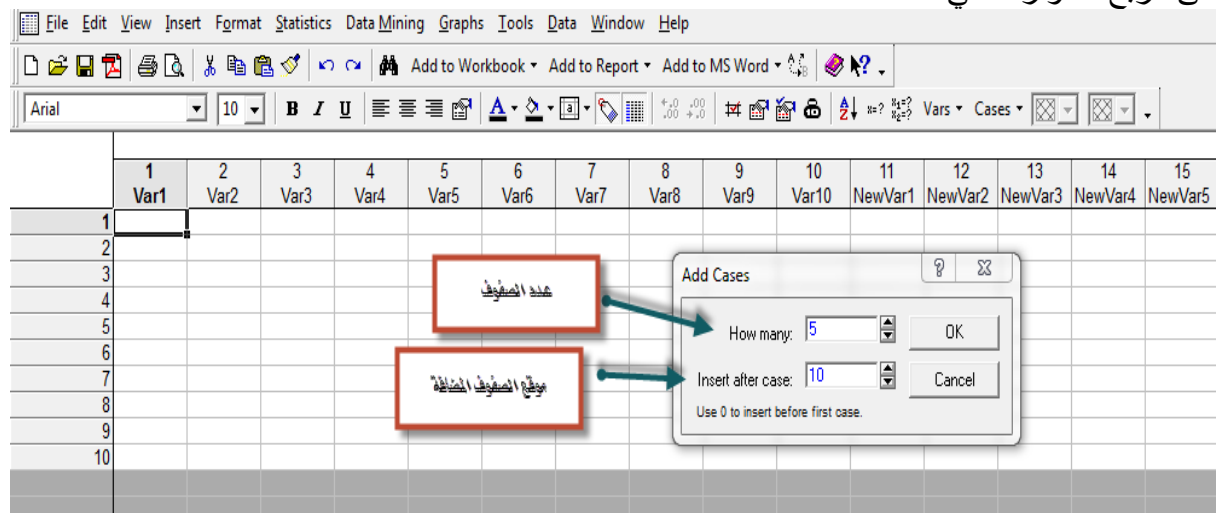 File Edit View Insert Format Statistics Data Mining Graphs Tools Data Window Help
Add to Workbook Add to Report Add to MS Word
Arial 10 B I U Vars Cases
1 2 3 4 5 6 7 8 9 10 11 12 13 14 15
Var1 Var2 Var3 Var4 Var5 Var6 Var7 Var8 Var9 Var10 NewVar1 NewVar2 NewVar3 NewVar4 NewVar5
1
2
3
4
5
6
7
8
9
10
عدد الصفوف
موقع الصفوف المضافة
Add Cases
How many: 5 OK
Insert after case: 10 Cancel
Use 0 to insert before first case.